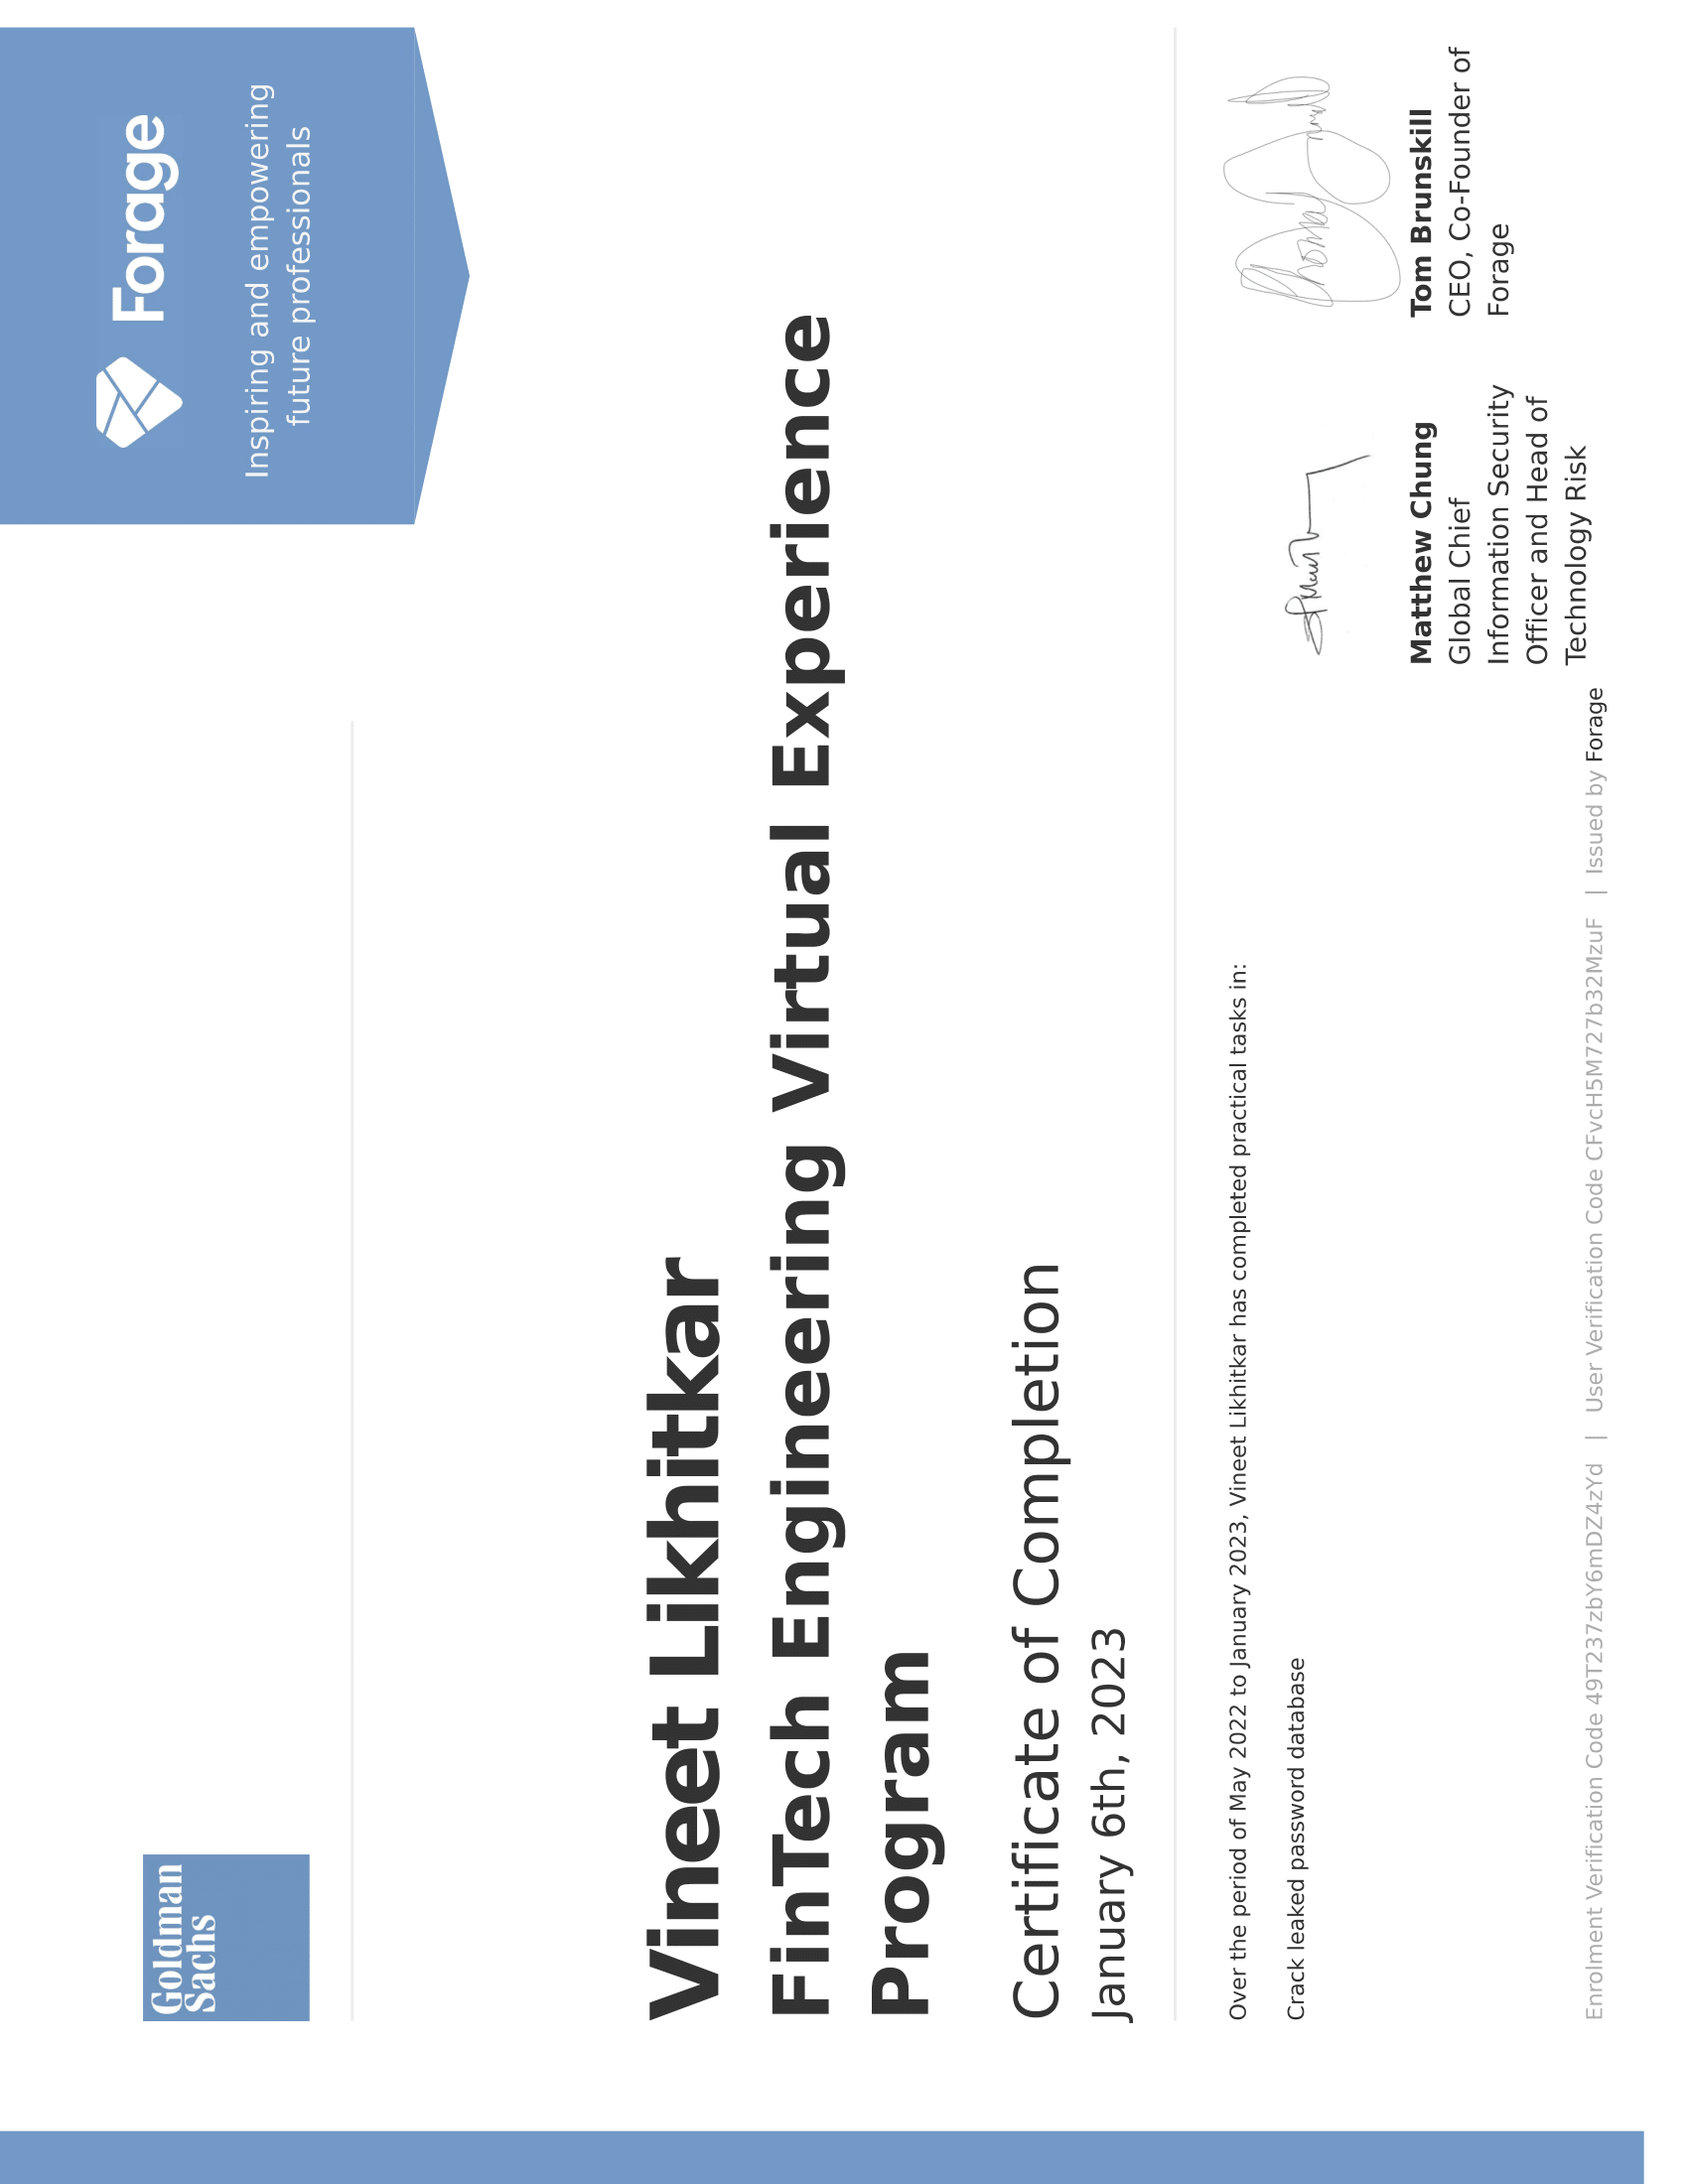 Goldman
Sachs
Forage
Inspiring and empowering
future professionals
Vineet Likhitkar
FinTech Engineering Virtual Experience
Program
Certificate of Completion
January 6th, 2023
Over the period of May 2022 to January 2023, Vineet Likhitkar has completed practical tasks in:
Crack leaked password database
Matthew Chung
Global Chief
Information Security
Officer and Head of
Technology Risk
Tom Brunskill
CEO, Co-Founder of
Forage
Enrolment Verification Code 49T237zbY6mDZ4zYd | User Verification Code CFvcH5M727b32MzuF | Issued by Forage